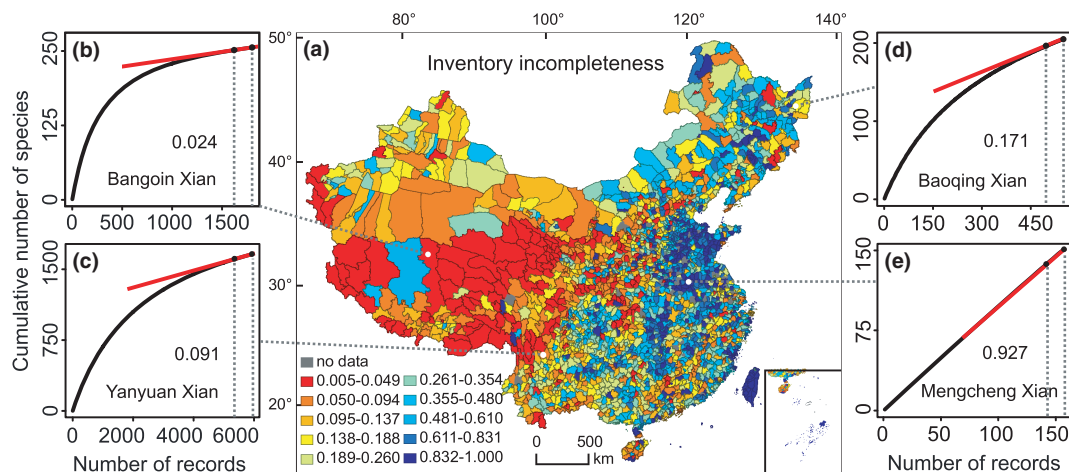 80° 100° 120° 140°
(b)
250
125
0
0 500 1000 1500
0.024
Bangoin Xian
(c)
1500
750
0
0 2000 4000 6000
0.091
Yanyuan Xian
Cumulative number of species
Number of records
(a)
Inventory incompleteness
50°
40°
30°
20°
no data
0.005-0.049
0.050-0.094
0.095-0.137
0.138-0.188
0.189-0.260
0.261-0.354
0.355-0.480
0.481-0.610
0.611-0.831
0.832-1.000
0 500
km
(d)
200
100
0
0 150 300 450
0.171
Baoqing Xian
(e)
150
75
0
0 50 100 150
0.927
Mengcheng Xian
Number of records